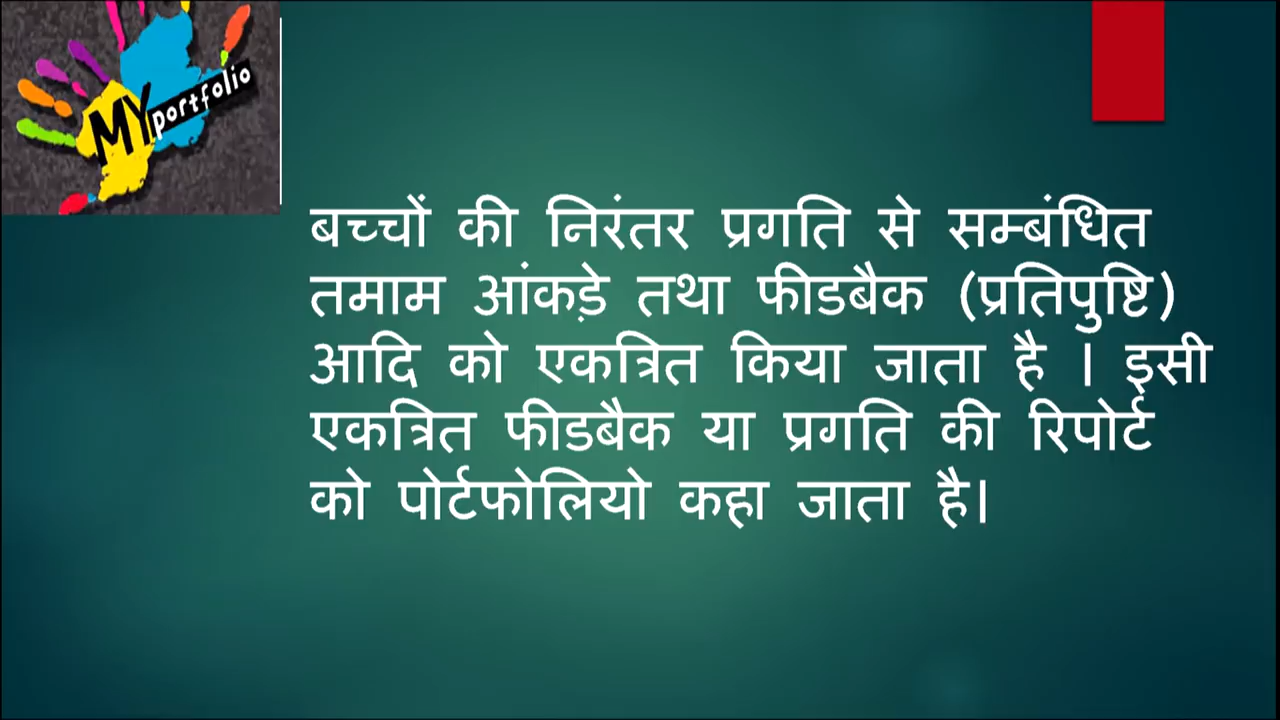 MY portfolio
बच्चों की निरंतर प्रगति से सम्बंधित
तमाम आंकड़े तथा फीडबैक (प्रतिपुष्टि)
आदि को एकत्रित किया जाता है । इसी
एकत्रित फीडबैक या प्रगति की रिपोर्ट
को पोर्टफोलियो कहा जाता है।